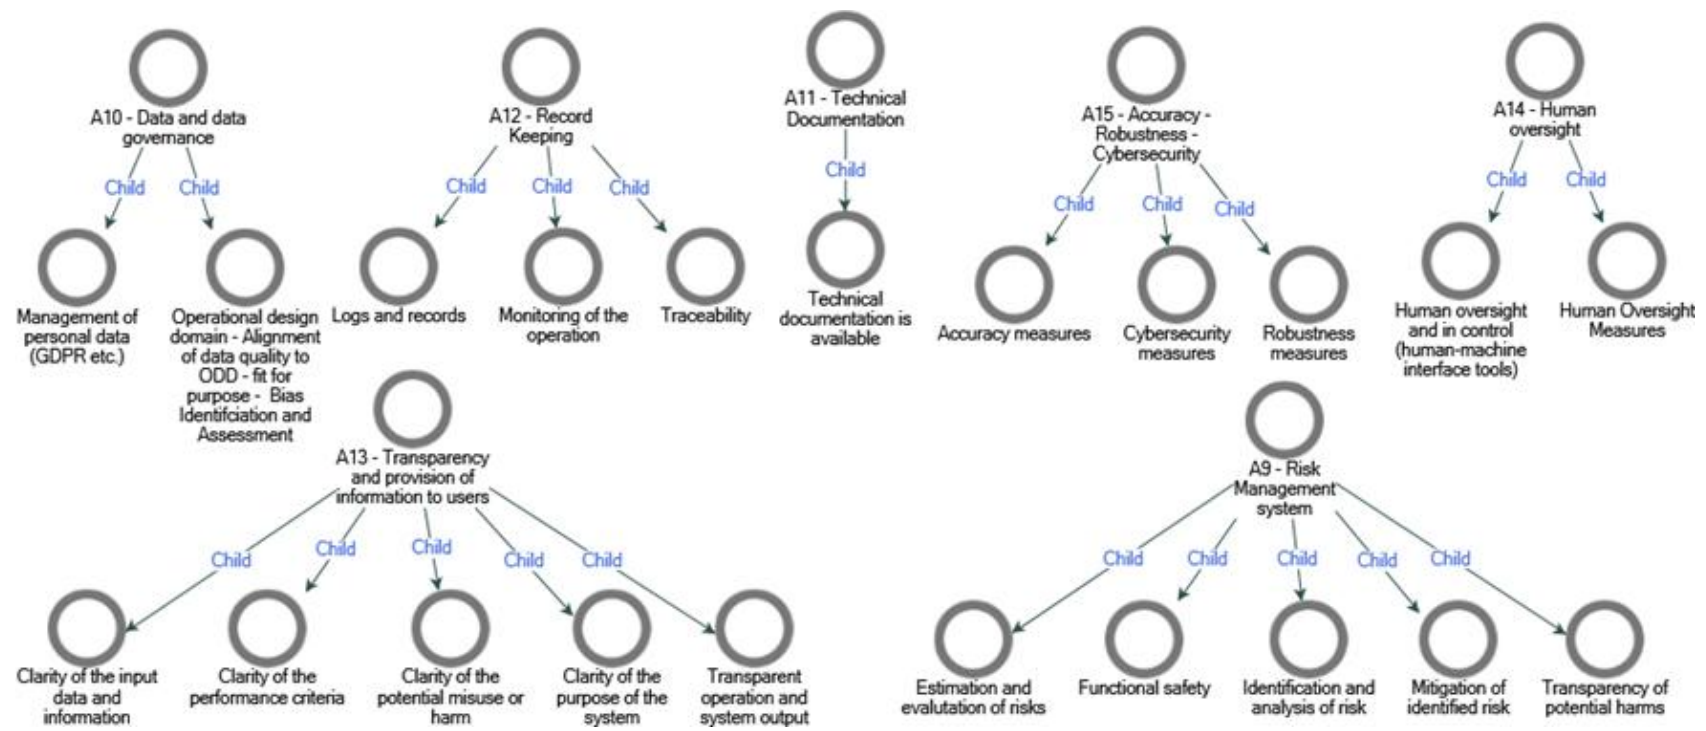 A10 - Data and data
governance
Child
Child
Management of
personal data
(GDPR etc.)
Operational design
domain - Alignment
of data quality to
ODD - fit for
purpose - Bias
Identifciation and
Assessment
A12 - Record
Keeping
Child
Child
Child
Logs and records
Monitoring of the
operation
Traceability
A11 - Technical
Documentation
Child
Technical
documentation is
available
A15 - Accuracy -
Robustness -
Cybersecurity
Child
Child
Child
Accuracy measures
Cybersecurity
measures
Robustness
measures
A14 - Human
oversight
Child
Child
Human oversight
and in control
(human-machine
interface tools)
Human Oversight
Measures
A13 - Transparency
and provision of
information to users
Child
Child
Child
Child
Child
Clarity of the input
data and
information
Clarity of the
performance criteria
Clarity of the
potential misuse or
harm
Clarity of the
purpose of the
system
Transparent
operation and
system output
A9 - Risk
Management
system
Child
Child
Child
Child
Child
Estimation and
evalutation of risks
Functional safety
Identification and
analysis of risk
Mitigation of
identified risk
Transparency of
potential harms